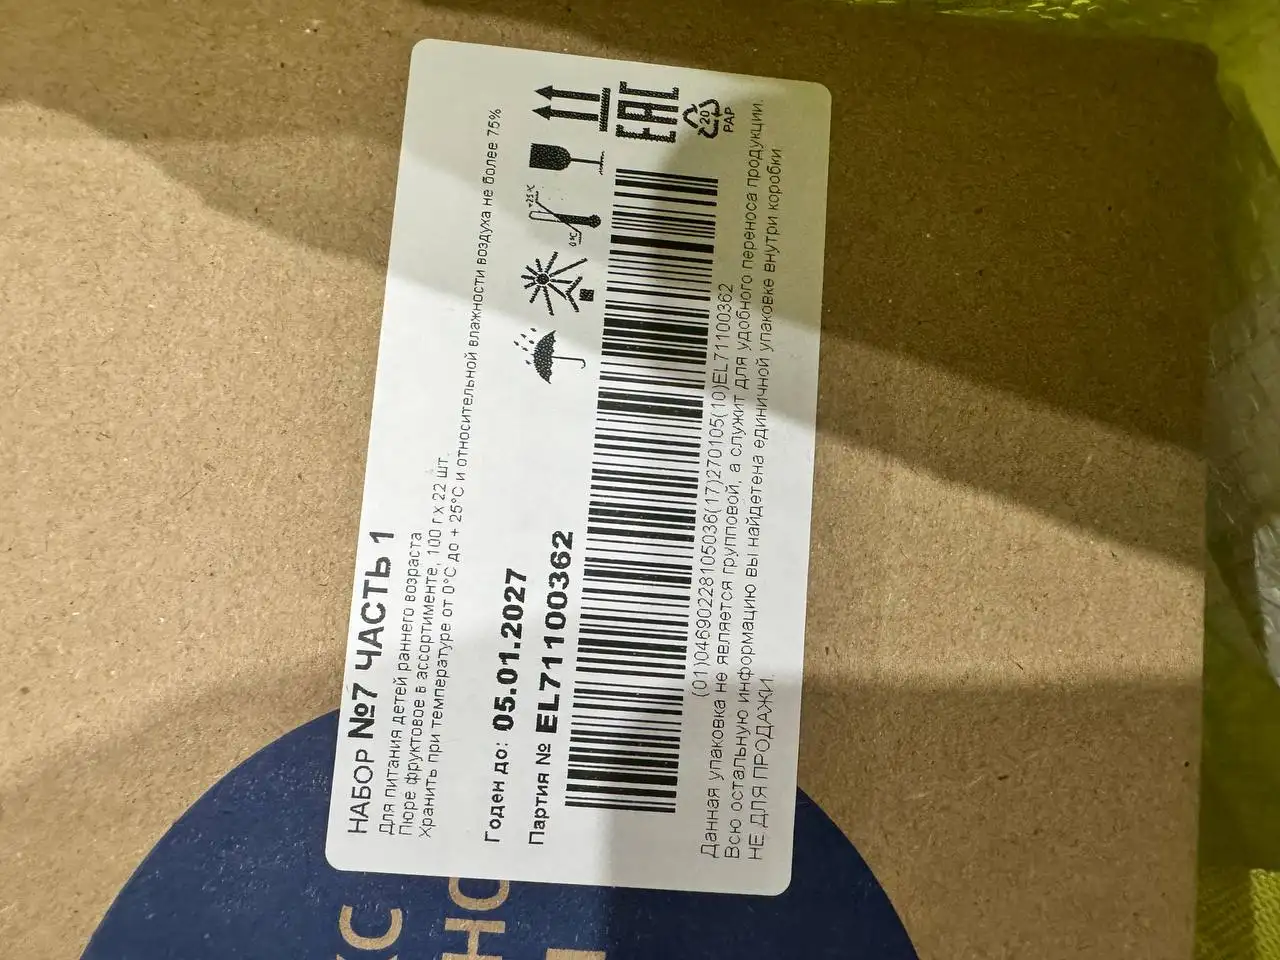 НАБОР №7 ЧАСТЬ 1
Для питания детей раннего возраста
Пюре фруктовое в ассортименте, 100 г х 22 шт.
Хранить при температуре от 0°С до + 25°С и относительной влажности воздуха не более 75%
Годен до: 05.01.2027
Партия № EL71100362
+25 °C
0 °C
EAC
20
PAP
(01)04690228105036(17)270105(10)EL71100362
Данная упаковка не является групповой, а служит для удобного переноса продукции.
Всю остальную информацию вы найдете на единичной упаковке внутри коробки.
НЕ ДЛЯ ПРОДАЖИ.